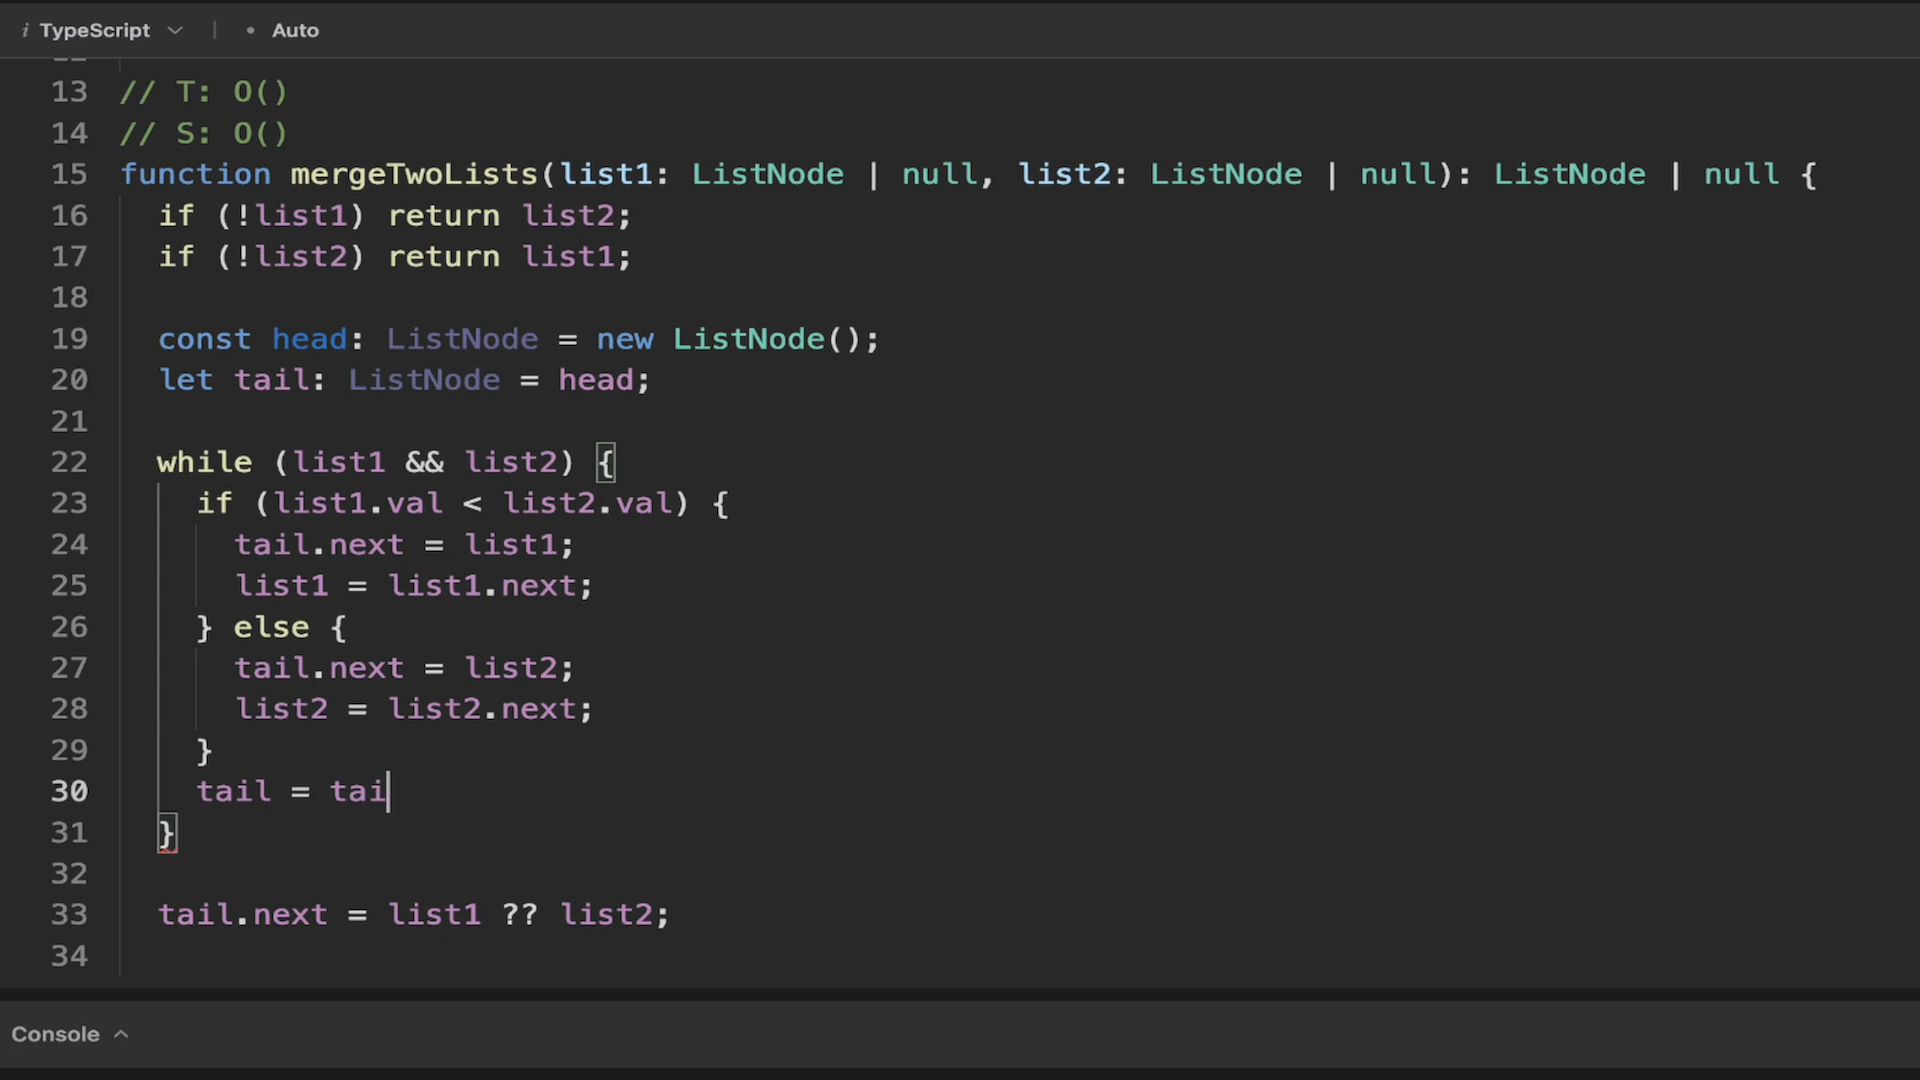 i TypeScript • Auto
13 // T: O()
14 // S: O()
15 function mergeTwoLists(list1: ListNode | null, list2: ListNode | null): ListNode | null {
16 if (!list1) return list2;
17 if (!list2) return list1;
18
19 const head: ListNode = new ListNode();
20 let tail: ListNode = head;
21
22 while (list1 && list2) {
23 if (list1.val < list2.val) {
24 tail.next = list1;
25 list1 = list1.next;
26 } else {
27 tail.next = list2;
28 list2 = list2.next;
29 }
30 tail = tai
31 }
32
33 tail.next = list1 ?? list2;
34
Console